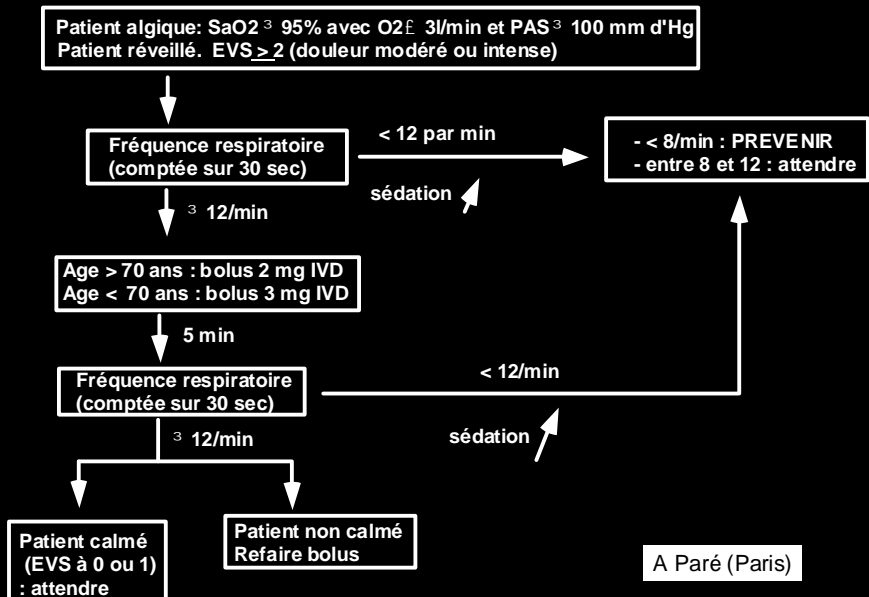 Patient algique: SaO2 ³ 95% avec O2£ 3l/min et PAS³ 100 mm d'Hg
Patient réveillé. EVS > 2 (douleur modéré ou intense)
Fréquence respiratoire
(comptée sur 30 sec)
< 12 par min
sédation
- < 8/min : PREVENIR
- entre 8 et 12 : attendre
³ 12/min
Age > 70 ans : bolus 2 mg IVD
Age < 70 ans : bolus 3 mg IVD
5 min
Fréquence respiratoire
(comptée sur 30 sec)
< 12/min
sédation
³ 12/min
Patient calmé
(EVS à 0 ou 1)
: attendre
Patient non calmé
Refaire bolus
A Paré (Paris)